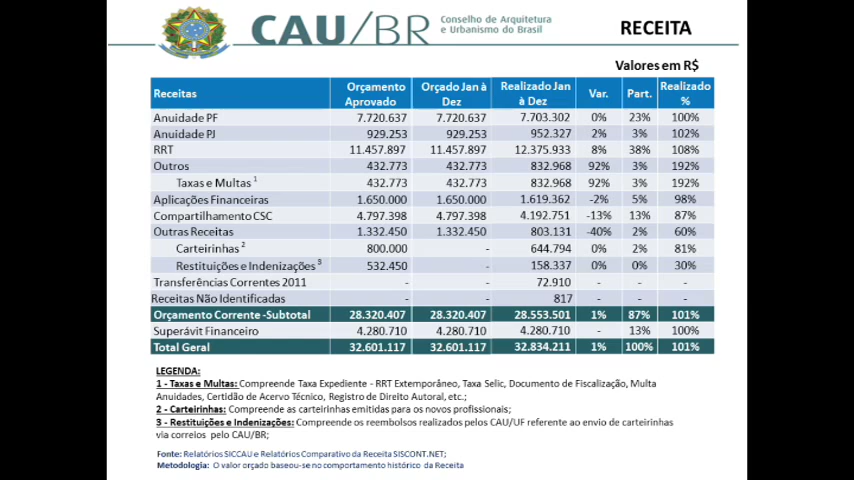 CAU/BR Conselho de Arquitetura
e Urbanismo do Brasil
RECEITA
Valores em R$
Receitas Orçamento Aprovado Orçado Jan à Dez Realizado Jan à Dez Var. Part. Realizado %
Anuidade PF 7.720.637 7.720.637 7.703.302 0% 23% 100%
Anuidade PJ 929.253 929.253 952.327 2% 3% 102%
RRT 11.457.897 11.457.897 12.375.933 8% 38% 108%
Outros 432.773 432.773 832.968 92% 3% 192%
Taxas e Multas 1 432.773 432.773 832.968 92% 3% 192%
Aplicações Financeiras 1.650.000 1.650.000 1.619.362 -2% 5% 98%
Compartilhamento CSC 4.797.398 4.797.398 4.192.751 -13% 13% 87%
Outras Receitas 1.332.450 1.332.450 803.131 -40% 2% 60%
Carteirinhas 2 800.000 - 644.794 0% 2% 81%
Restituições e Indenizações 3 532.450 - 158.337 0% 0% 30%
Transferências Correntes 2011 - - 72.910 - - -
Receitas Não Identificadas - - 817 - - -
Orçamento Corrente -Subtotal 28.320.407 28.320.407 28.553.501 1% 87% 101%
Superávit Financeiro 4.280.710 4.280.710 4.280.710 - 13% 100%
Total Geral 32.601.117 32.601.117 32.834.211 1% 100% 101%
LEGENDA:
1 - Taxas e Multas: Compreende Taxa Expediente - RRT Extemporâneo, Taxa Selic, Documento de Fiscalização, Multa
Anuidades, Certidão de Acervo Técnico, Registro de Direito Autoral, etc.;
2 - Carteirinhas: Compreende as carteirinhas emitidas para os novos profissionais;
3 - Restituições e Indenizações: Compreende os reembolsos realizados pelos CAU/UF referente ao envio de carteirinhas
via correios pelo CAU/BR;
Fonte: Relatórios SICCAU e Relatórios Comparativo da Receita SISCONT.NET;
Metodologia: O valor orçado baseou-se no comportamento histórico da Receita